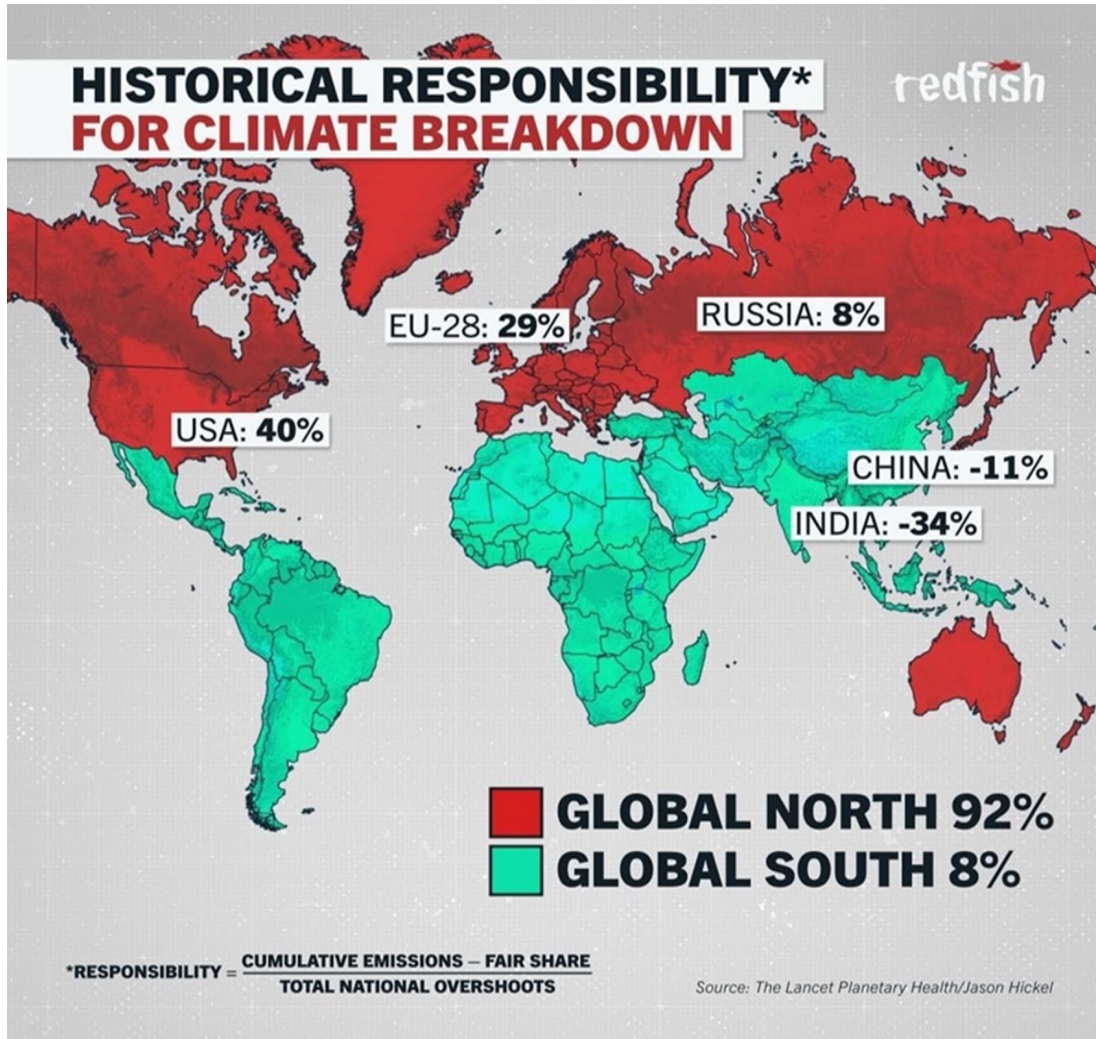 HISTORICAL RESPONSIBILITY*
FOR CLIMATE BREAKDOWN
redfish
EU-28: 29%
RUSSIA: 8%
USA: 40%
CHINA: -11%
INDIA: -34%
GLOBAL NORTH 92%
GLOBAL SOUTH 8%
*RESPONSIBILITY = CUMULATIVE EMISSIONS – FAIR SHARE
TOTAL NATIONAL OVERSHOOTS
Source: The Lancet Planetary Health/Jason Hickel